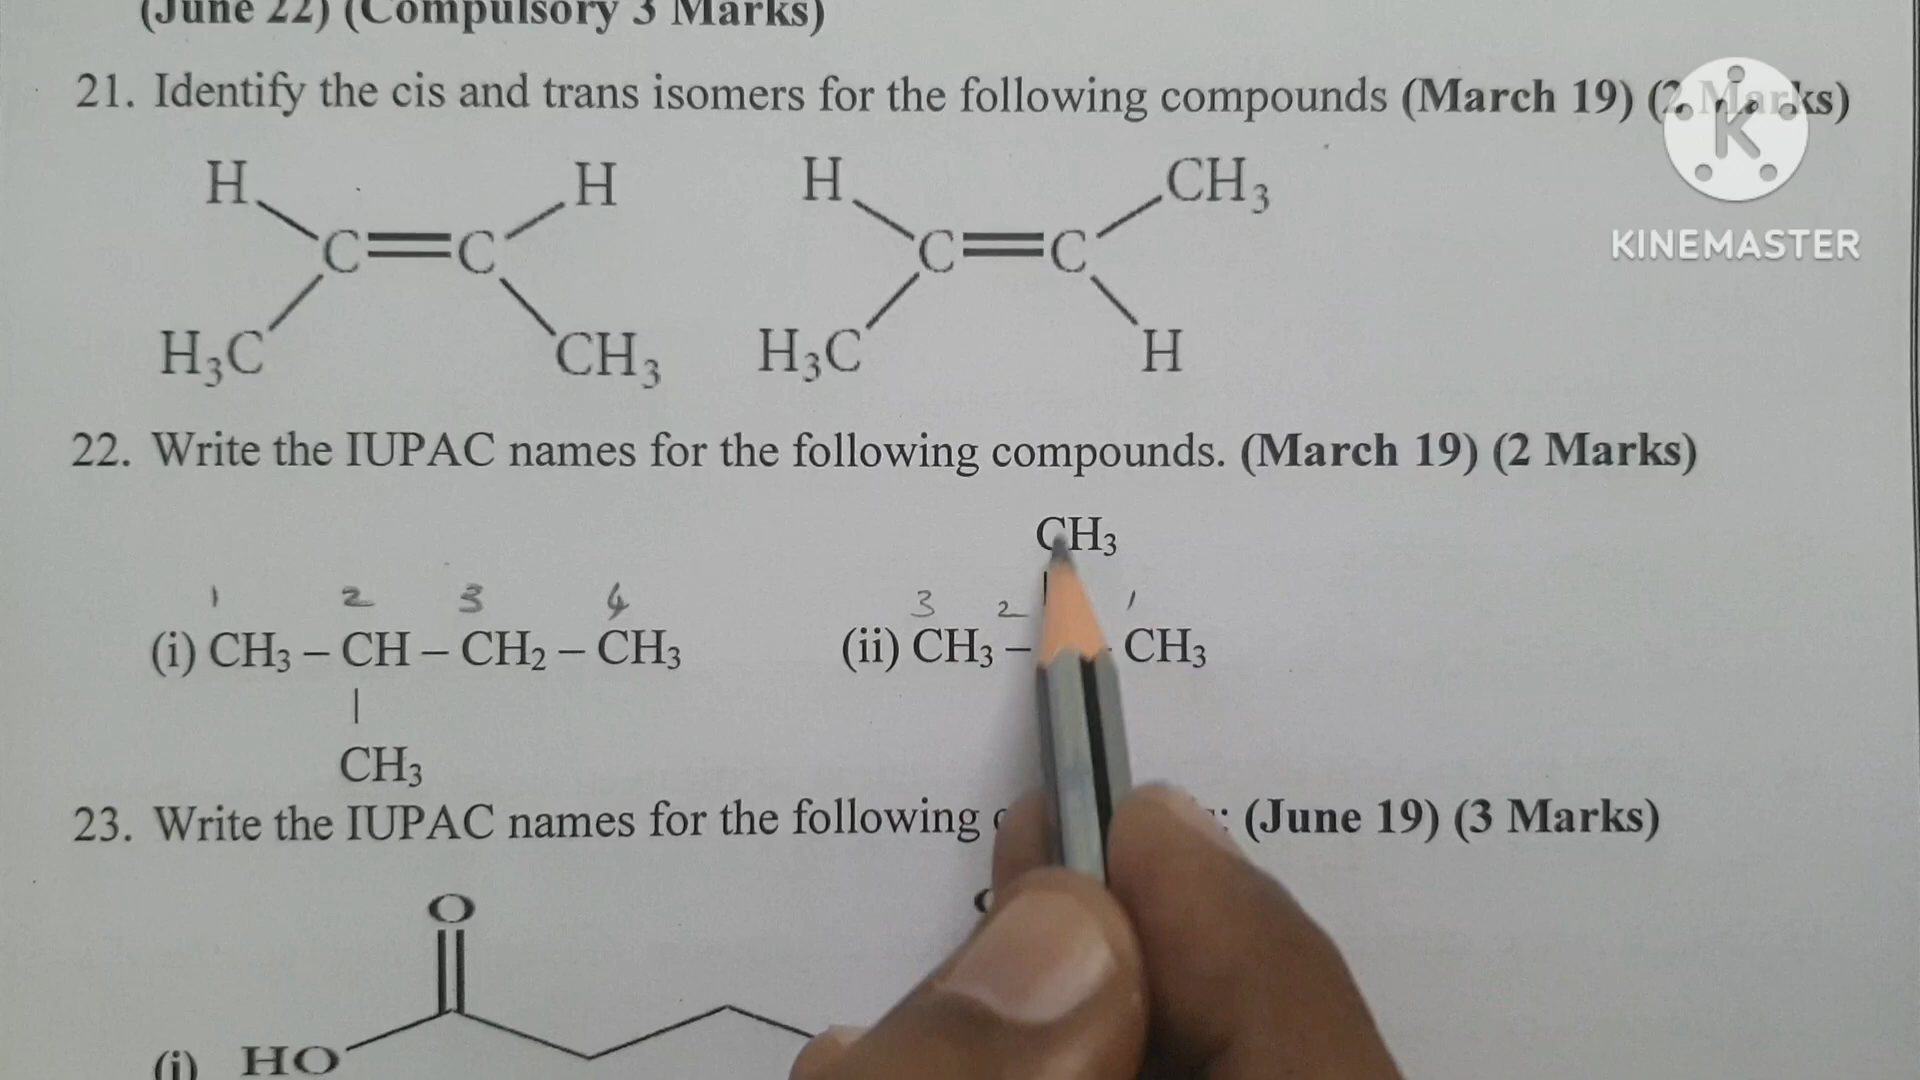 (June 22) (Compulsory 3 Marks)
21. Identify the cis and trans isomers for the following compounds (March 19) (2 Marks)
H H H CH₃
C=C C=C
H₃C CH₃ H₃C H
KINEMASTER
22. Write the IUPAC names for the following compounds. (March 19) (2 Marks)
CH₃
1 2 3 4 3 2 1
(i) CH₃ – CH – CH₂ – CH₃ (ii) CH₃ – CH₃
|
CH₃
23. Write the IUPAC names for the following : (June 19) (3 Marks)
O
(i) HO